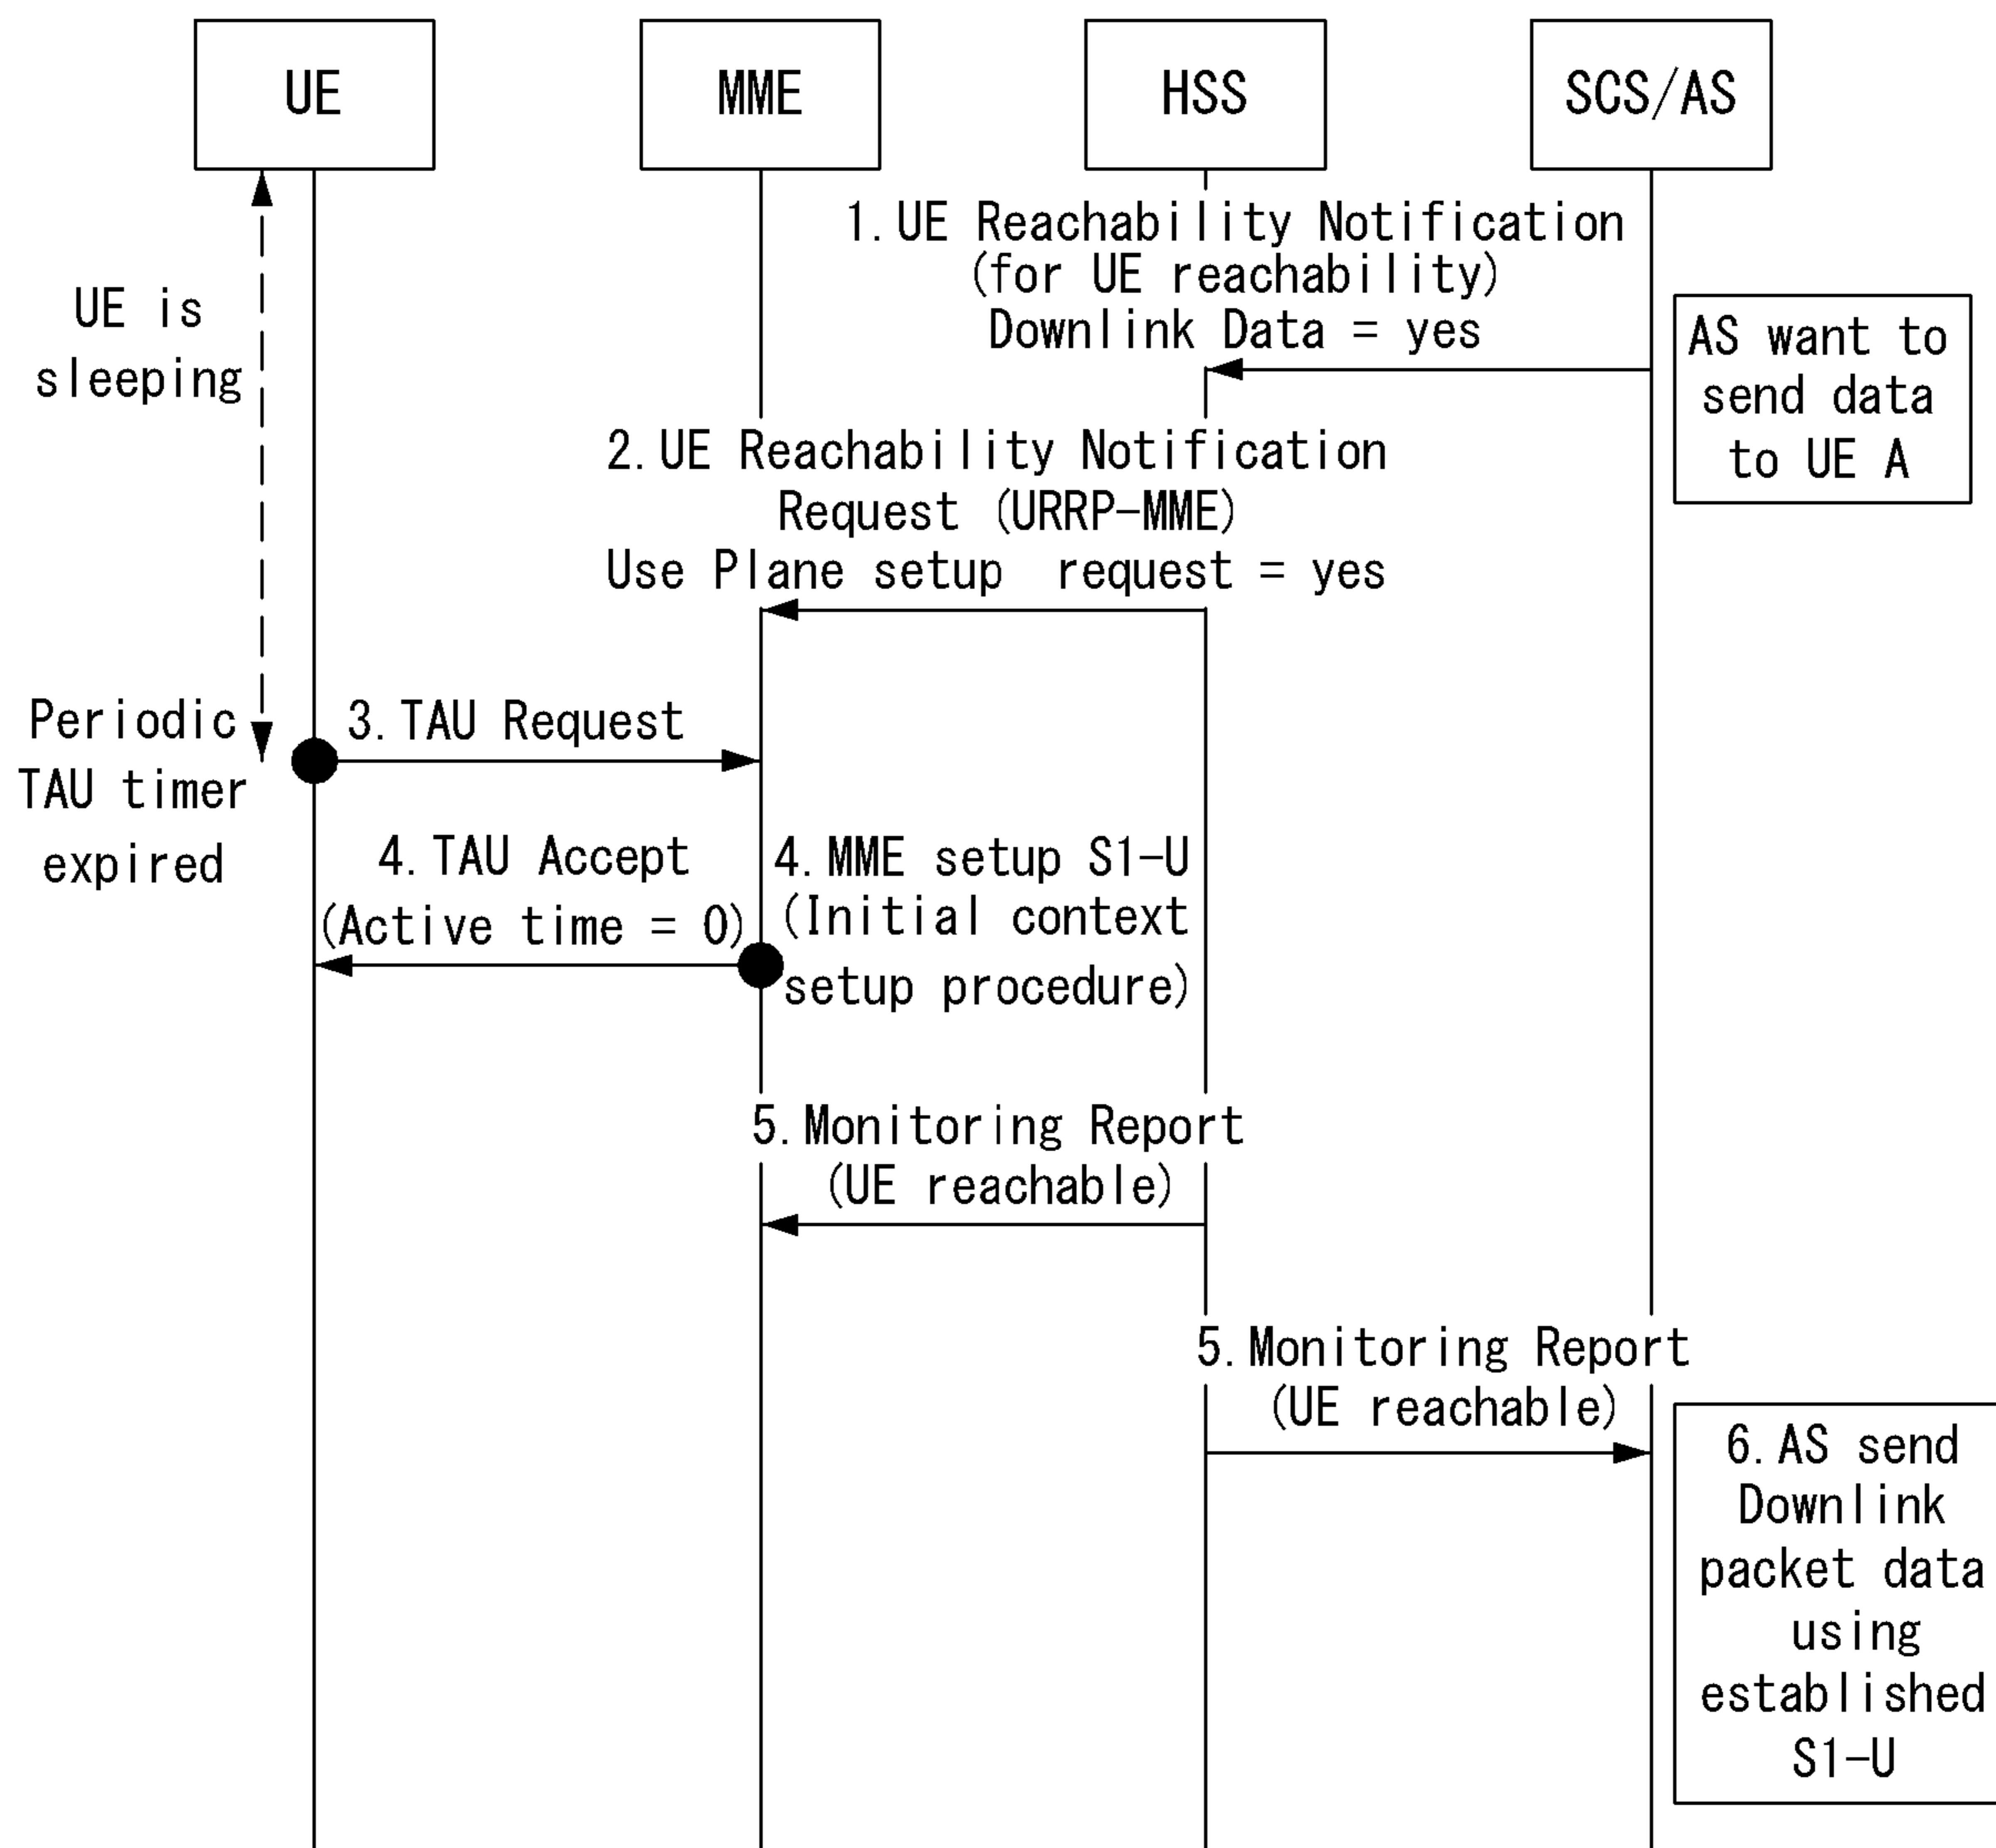 UE
MME
HSS
SCS/AS
1. UE Reachability Notification
(for UE reachability)
Downlink Data = yes
UE is
sleeping
AS want to
send data
to UE A
2. UE Reachability Notification
Request (URRP-MME)
Use Plane setup request = yes
Periodic
TAU timer
expired
3. TAU Request
4. TAU Accept
(Active time = 0)
4. MME setup S1-U
(Initial context
setup procedure)
5. Monitoring Report
(UE reachable)
5. Monitoring Report
(UE reachable)
6. AS send
Downlink
packet data
using
established
S1-U